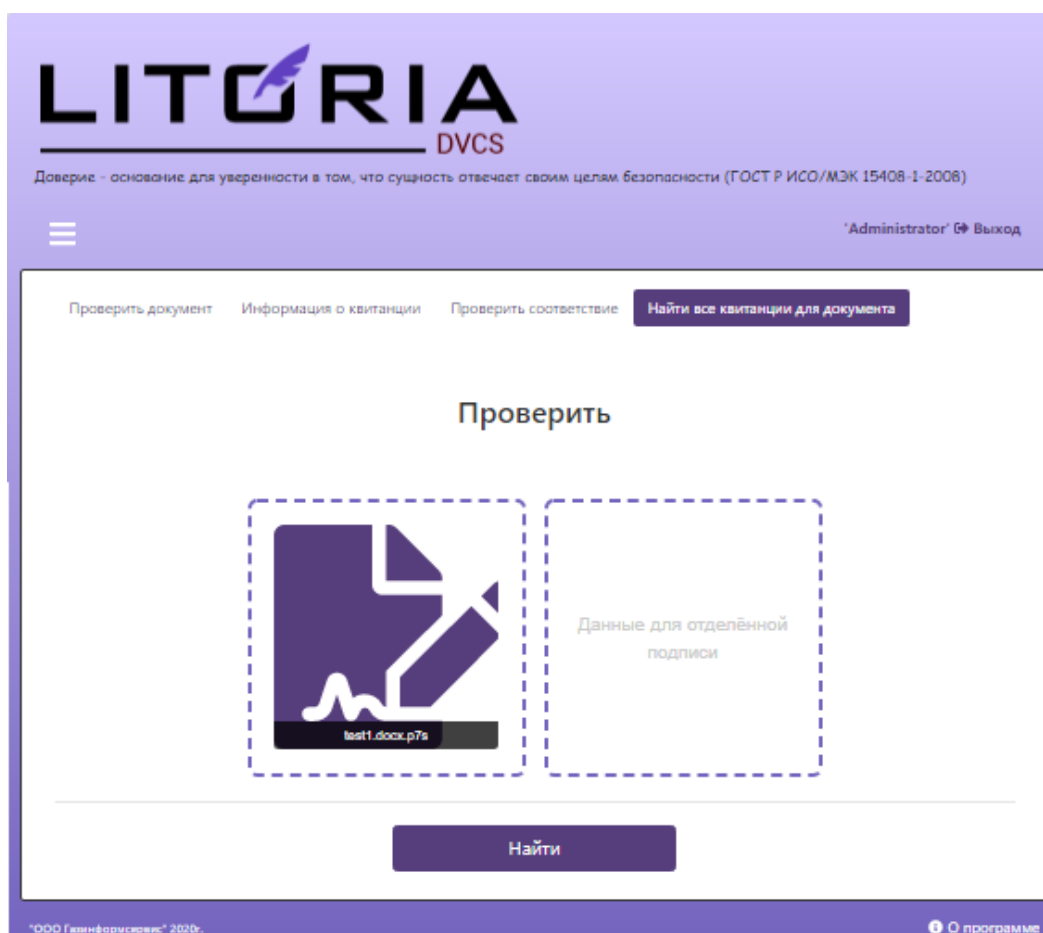 LITORIA
DVCS
Доверие - основание для уверенности в том, что сущность отвечает своим целям безопасности (ГОСТ Р ИСО/МЭК 15408-1-2008)
'Administrator' Выход
Проверить документ Информация о квитанции Проверить соответствие Найти все квитанции для документа
Проверить
Данные для отделённой
подписи
test1.docx.p7s
Найти
"ООО Газинформсервис" 2020г. О программе